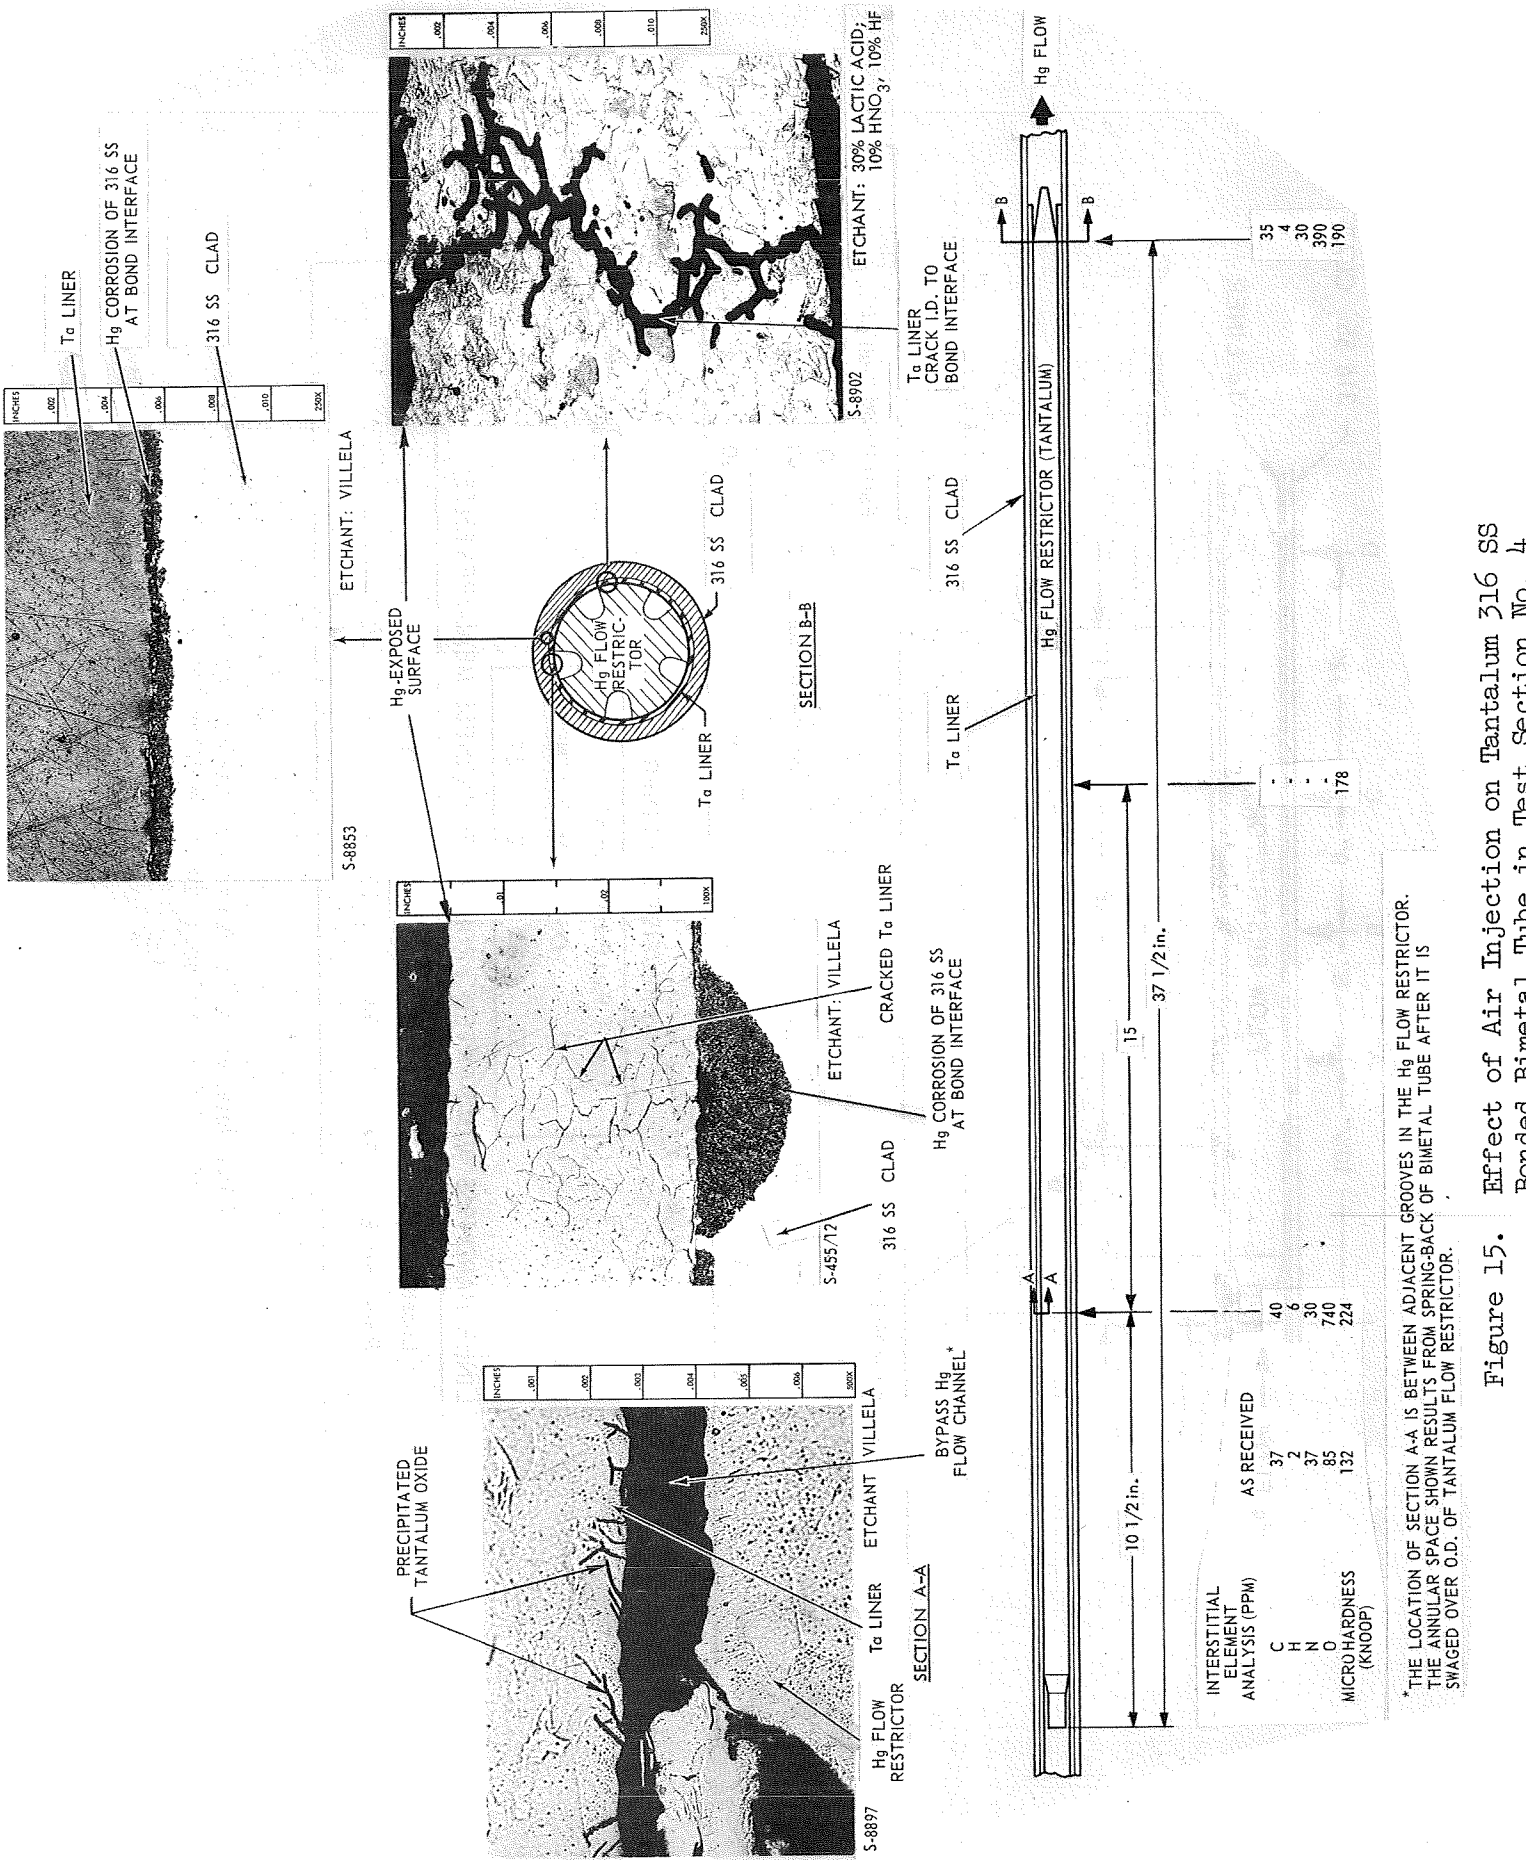 INCHES
.002
.004
.006
.008
.010
250X
Ta LINER
Hg CORROSION OF 316 SS
AT BOND INTERFACE
316 SS CLAD
S-8853
ETCHANT: VILLELA
PRECIPITATED
TANTALUM OXIDE
INCHES
.001
.002
.003
.004
.005
.006
500X
S-8897
ETCHANT VILLELA
Hg FLOW
RESTRICTOR
Ta LINER
BYPASS Hg
FLOW CHANNEL*
SECTION A-A
Hg-EXPOSED
SURFACE
INCHES
.01
.02
100X
S-455/12
ETCHANT: VILLELA
316 SS CLAD
CRACKED Ta LINER
Hg CORROSION OF 316 SS
AT BOND INTERFACE
Hg FLOW
RESTRIC-
TOR
Ta LINER
316 SS CLAD
SECTION B-B
INCHES
.002
.004
.006
.008
.010
250X
S-8902
ETCHANT: 30% LACTIC ACID;
10% HNO3, 10% HF
Ta LINER
CRACK I.D. TO
BOND INTERFACE
Ta LINER
316 SS CLAD
Hg FLOW RESTRICTOR (TANTALUM)
Hg FLOW
A
A
B
B
10 1/2 in.
15
37 1/2 in.
INTERSTITIAL
ELEMENT
ANALYSIS (PPM)
AS RECEIVED
C 37 40 - 35
H 2 6 - 4
N 37 30 - 30
O 85 740 - 390
MICROHARDNESS 132 224 178 190
(KNOOP)
*THE LOCATION OF SECTION A-A IS BETWEEN ADJACENT GROOVES IN THE Hg FLOW RESTRICTOR.
THE ANNULAR SPACE SHOWN RESULTS FROM SPRING-BACK OF BIMETAL TUBE AFTER IT IS
SWAGED OVER O.D. OF TANTALUM FLOW RESTRICTOR.
Figure 15. Effect of Air Injection on Tantalum 316 SS
Bonded Bimetal Tube in Test Section No. 4